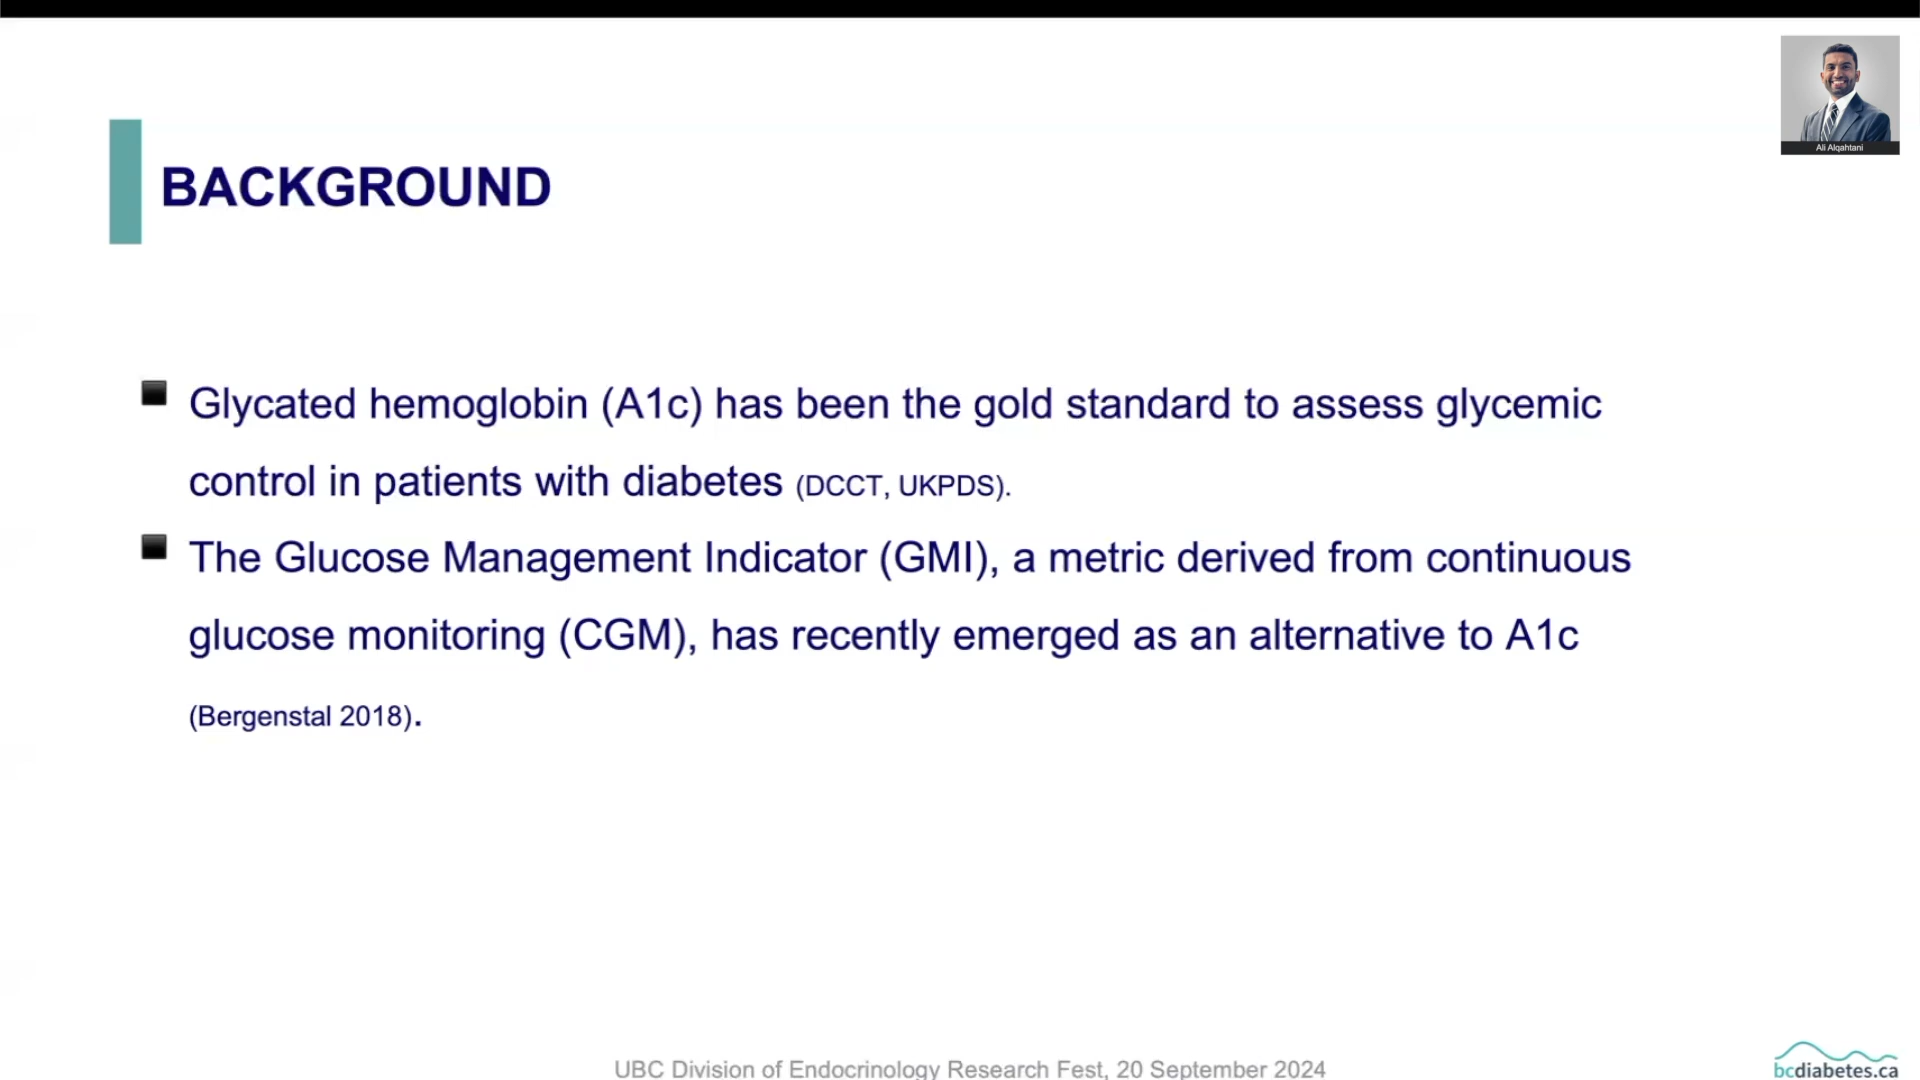 Ali Alqahtani
BACKGROUND
Glycated hemoglobin (A1c) has been the gold standard to assess glycemic
control in patients with diabetes (DCCT, UKPDS).
The Glucose Management Indicator (GMI), a metric derived from continuous
glucose monitoring (CGM), has recently emerged as an alternative to A1c
(Bergenstal 2018).
UBC Division of Endocrinology Research Fest, 20 September 2024
bcdiabetes.ca